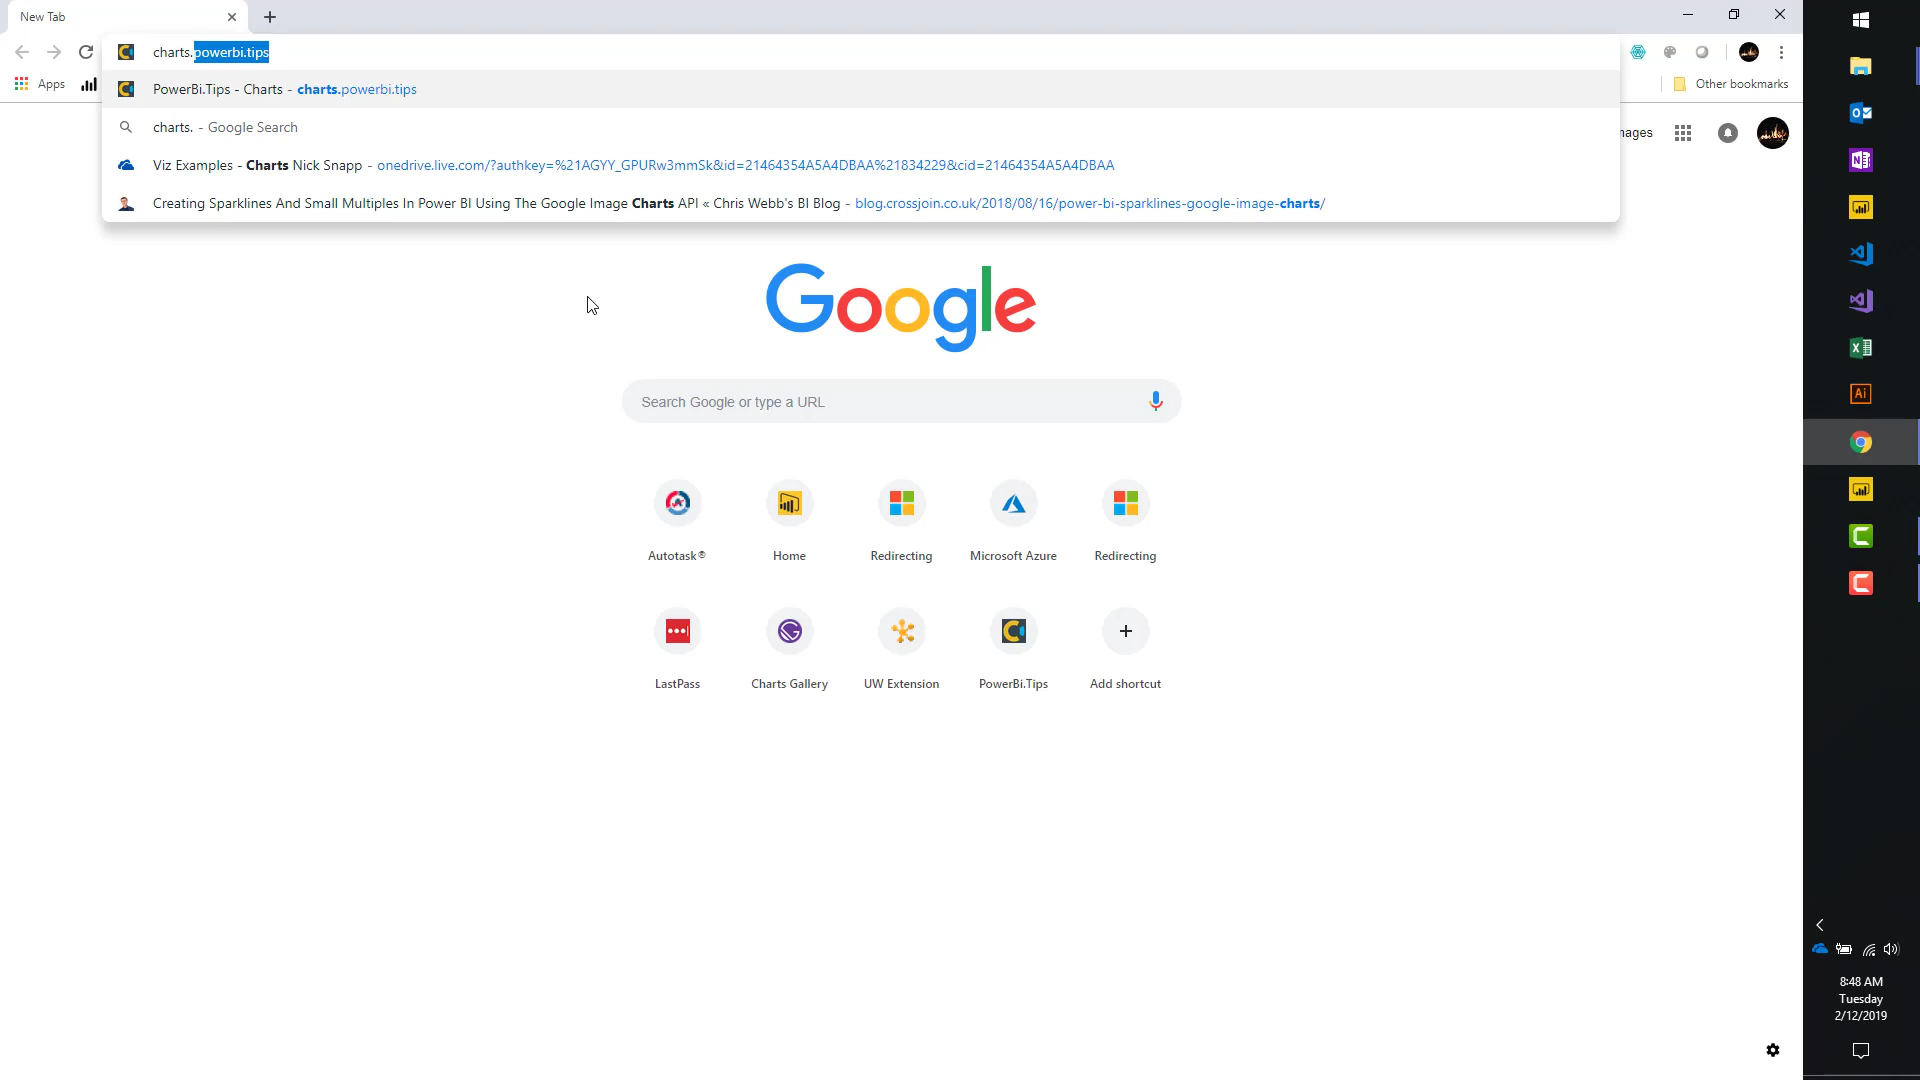 New Tab
charts.powerbi.tips
PowerBi.Tips - Charts - charts.powerbi.tips
charts. - Google Search
Viz Examples - Charts Nick Snapp - onedrive.live.com/?authkey=%21AGYY_GPURw3mmSk&id=21464354A5A4DBAA%21834229&cid=21464354A5A4DBAA
Creating Sparklines And Small Multiples In Power BI Using The Google Image Charts API « Chris Webb's BI Blog - blog.crossjoin.co.uk/2018/08/16/power-bi-sparklines-google-image-charts/
Apps
Other bookmarks
mages
Google
Search Google or type a URL
Autotask®
Home
Redirecting
Microsoft Azure
Redirecting
LastPass
Charts Gallery
UW Extension
PowerBi.Tips
Add shortcut
Ai
8:48 AM
Tuesday
2/12/2019